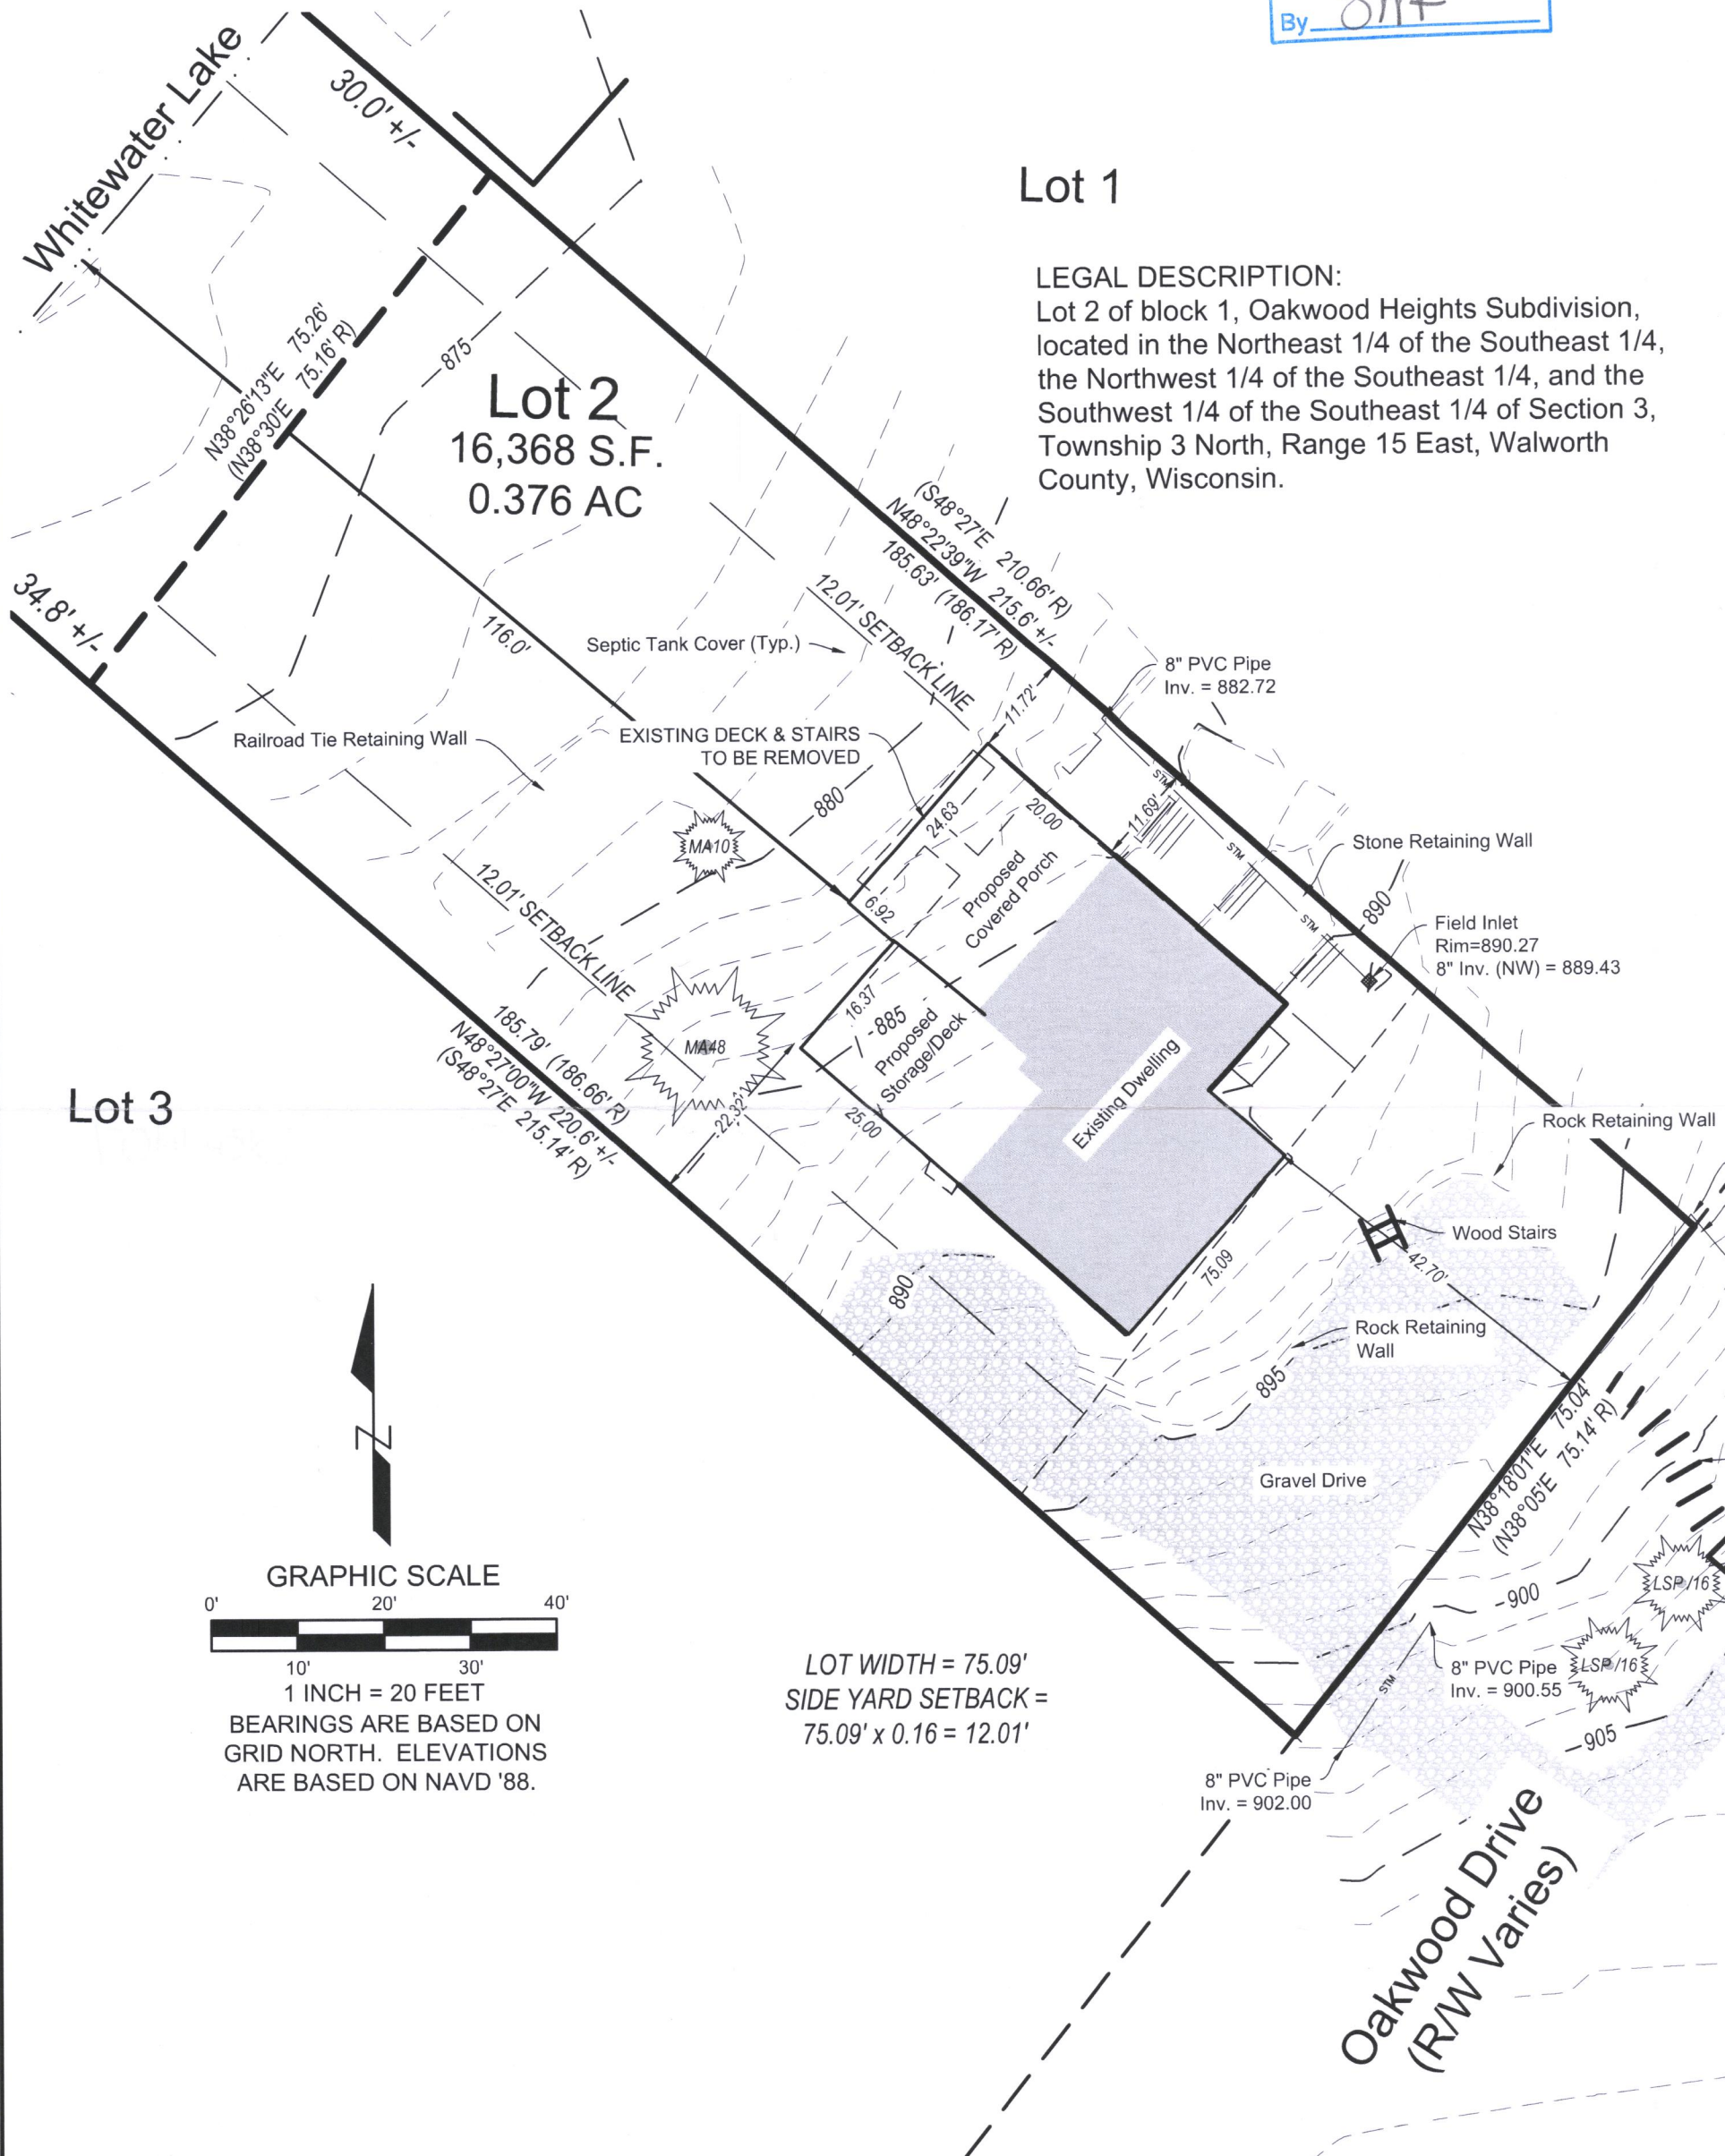 By
Whitewater Lake
30.0' +/-
Lot 1
LEGAL DESCRIPTION:
Lot 2 of block 1, Oakwood Heights Subdivision,
located in the Northeast 1/4 of the Southeast 1/4,
the Northwest 1/4 of the Southeast 1/4, and the
Southwest 1/4 of the Southeast 1/4 of Section 3,
Township 3 North, Range 15 East, Walworth
County, Wisconsin.
N38°26'13"E 75.26'
(N38°30'E 75.16' R)
875
Lot 2
16,368 S.F.
0.376 AC
(S48°27'E 210.66' R)
N48°22'39"W 215.6' +/-
185.63' (186.17' R)
34.8' +/-
116.0'
12.01' SETBACK LINE
Septic Tank Cover (Typ.)
8" PVC Pipe
Inv. = 882.72
11.72'
Railroad Tie Retaining Wall
EXISTING DECK & STAIRS
TO BE REMOVED
STM
880
24.63
20.00
11.69'
MA10
Stone Retaining Wall
STM
Proposed
Covered Porch
6.92
12.01' SETBACK LINE
890
STM
Field Inlet
Rim=890.27
8" Inv. (NW) = 889.43
16.37
885
Proposed
Storage/Deck
MA48
185.79' (186.66' R)
N48°27'00"W 220.6' +/-
(S48°27'E 215.14' R)
22.32'
25.00
Existing Dwelling
Lot 3
Rock Retaining Wall
Wood Stairs
42.70'
75.09
890
Rock Retaining
Wall
895
N38°18'01"E 75.04'
(N38°05'E 75.14' R)
Gravel Drive
N
GRAPHIC SCALE
0' 20' 40'
10' 30'
1 INCH = 20 FEET
BEARINGS ARE BASED ON
GRID NORTH. ELEVATIONS
ARE BASED ON NAVD '88.
LOT WIDTH = 75.09'
SIDE YARD SETBACK =
75.09' x 0.16 = 12.01'
900
LSP/16
LSP/16
8" PVC Pipe
Inv. = 900.55
STM
905
8" PVC Pipe
Inv. = 902.00
Oakwood Drive
(R/W Varies)